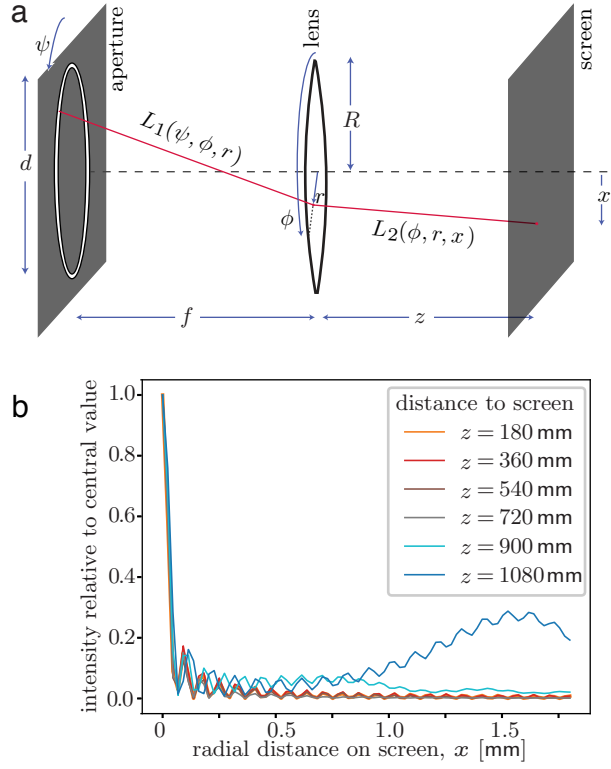 a
ψ
aperture
lens
screen
d
L₁(ψ, ϕ, r)
R
r
ϕ
x
L₂(ϕ, r, x)
f
z
b
intensity relative to central value
1.0
0.8
0.6
0.4
0.2
0.0
distance to screen
z = 180 mm
z = 360 mm
z = 540 mm
z = 720 mm
z = 900 mm
z = 1080 mm
0
0.5
1.0
1.5
radial distance on screen, x [mm]